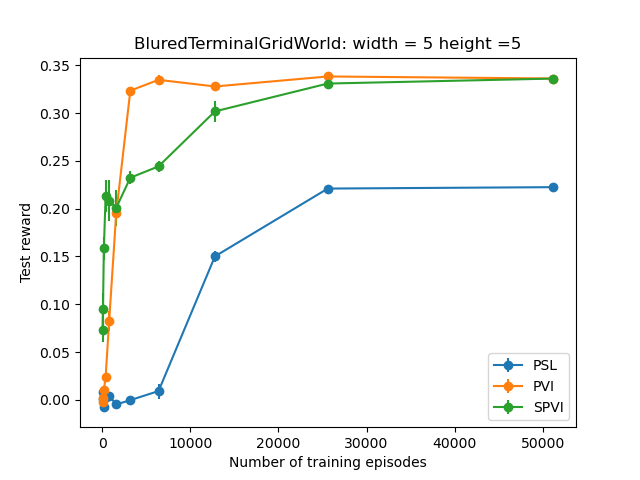 BluredTerminalGridWorld: width = 5 height =5
Test reward
0.35
0.30
0.25
0.20
0.15
0.10
0.05
0.00
PSL
PVI
SPVI
0 10000 20000 30000 40000 50000
Number of training episodes